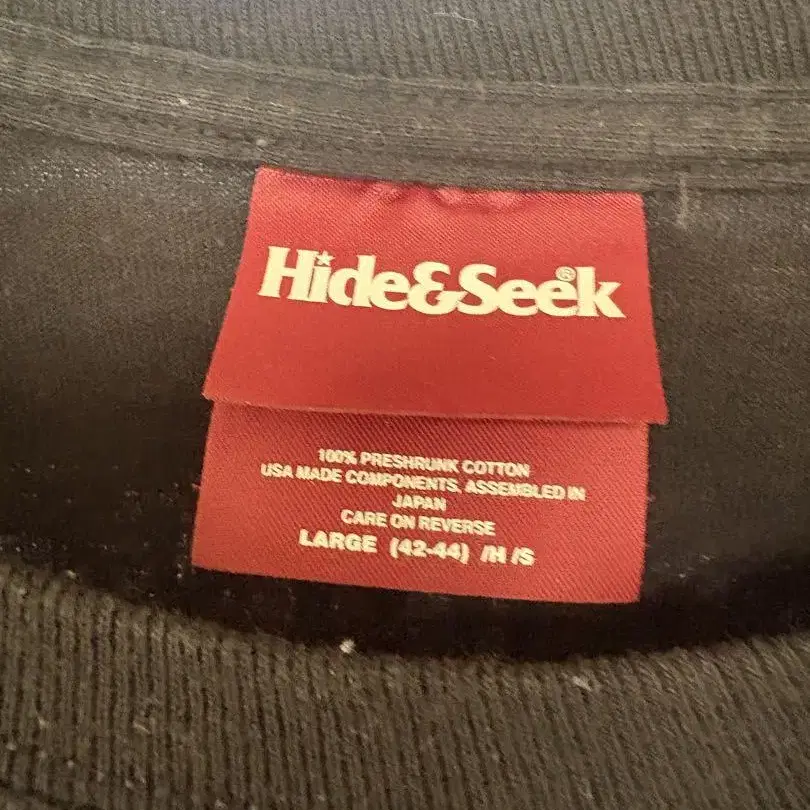 Hide&Seek®
100% PRESHRUNK COTTON
USA MADE COMPONENTS, ASSEMBLED IN
JAPAN
CARE ON REVERSE
LARGE (42-44) /H /S